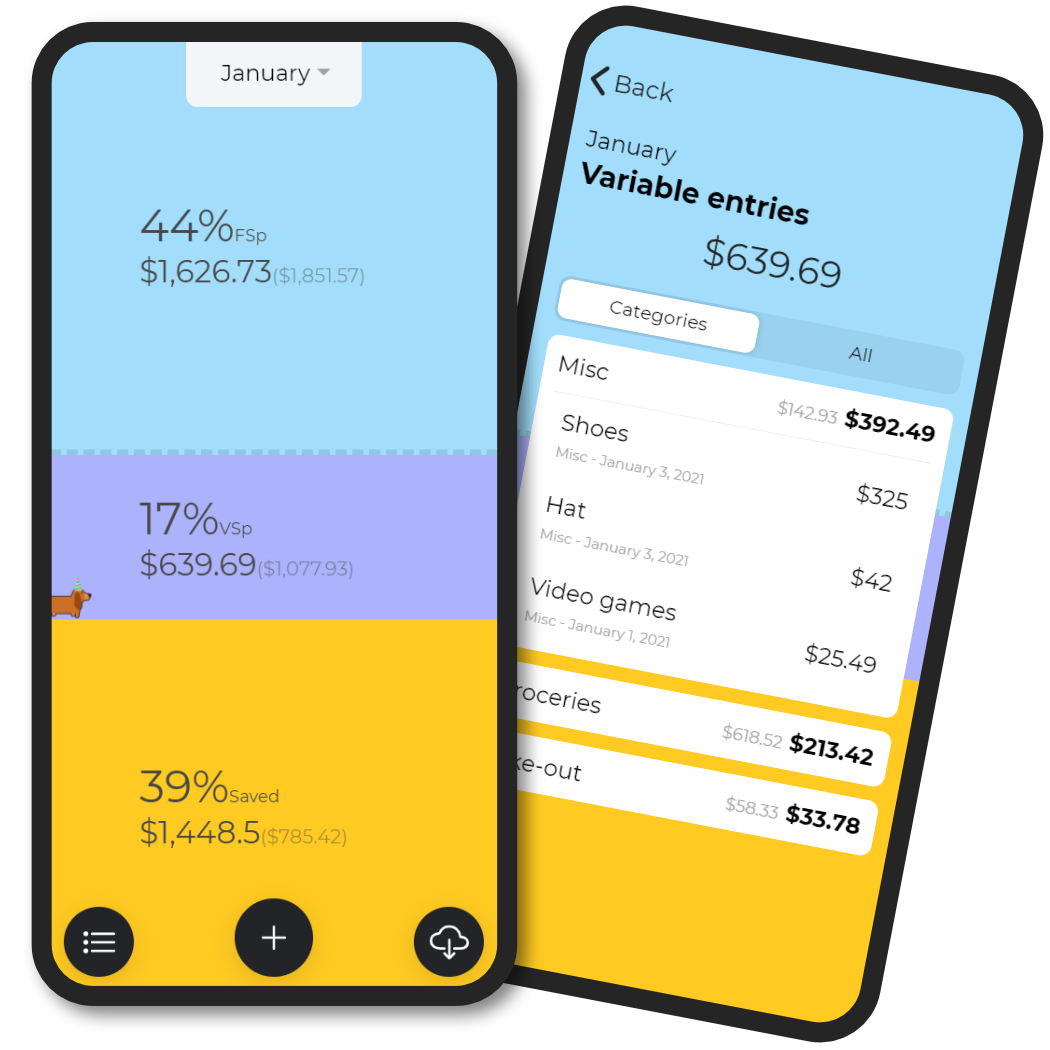 January
44%FSp
$1,626.73($1,851.57)
17%VSp
$639.69($1,077.93)
39%Saved
$1,448.5($785.42)
Back
January
Variable entries
$639.69
Categories All
Misc $142.93 $392.49
Shoes
Misc - January 3, 2021 $325
Hat
Misc - January 3, 2021 $42
Video games
Misc - January 1, 2021 $25.49
roceries $618.52 $213.42
ke-out $58.33 $33.78